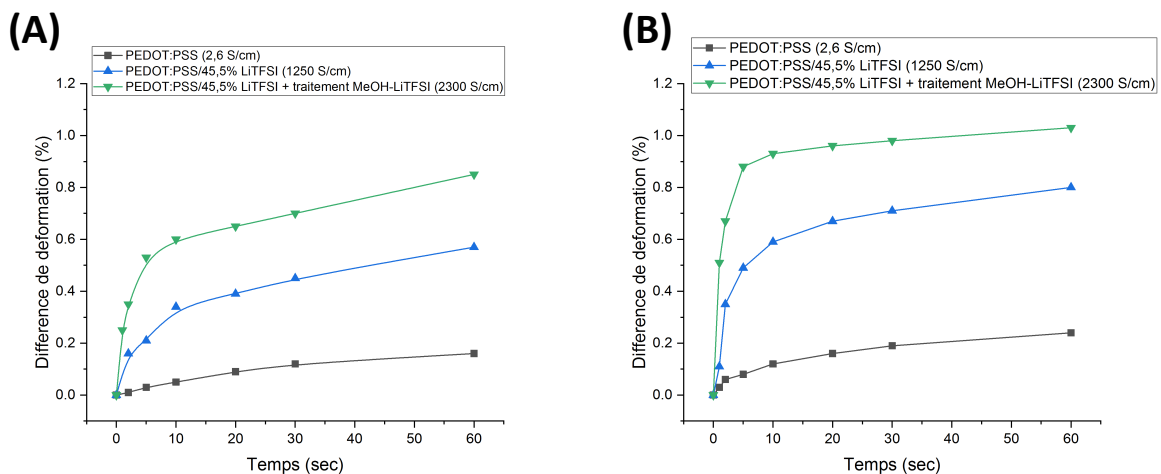 (A)
PEDOT:PSS (2,6 S/cm)
PEDOT:PSS/45,5% LiTFSI (1250 S/cm)
PEDOT:PSS/45,5% LiTFSI + traitement MeOH-LiTFSI (2300 S/cm)
1.2
1.0
0.8
0.6
0.4
0.2
0.0
Difference de deformation (%)
0 10 20 30 40 50 60
Temps (sec)
(B)
PEDOT:PSS (2,6 S/cm)
PEDOT:PSS/45,5% LiTFSI (1250 S/cm)
PEDOT:PSS/45,5% LiTFSI + traitement MeOH-LiTFSI (2300 S/cm)
1.2
1.0
0.8
0.6
0.4
0.2
0.0
Difference de deformation (%)
0 10 20 30 40 50 60
Temps (sec)